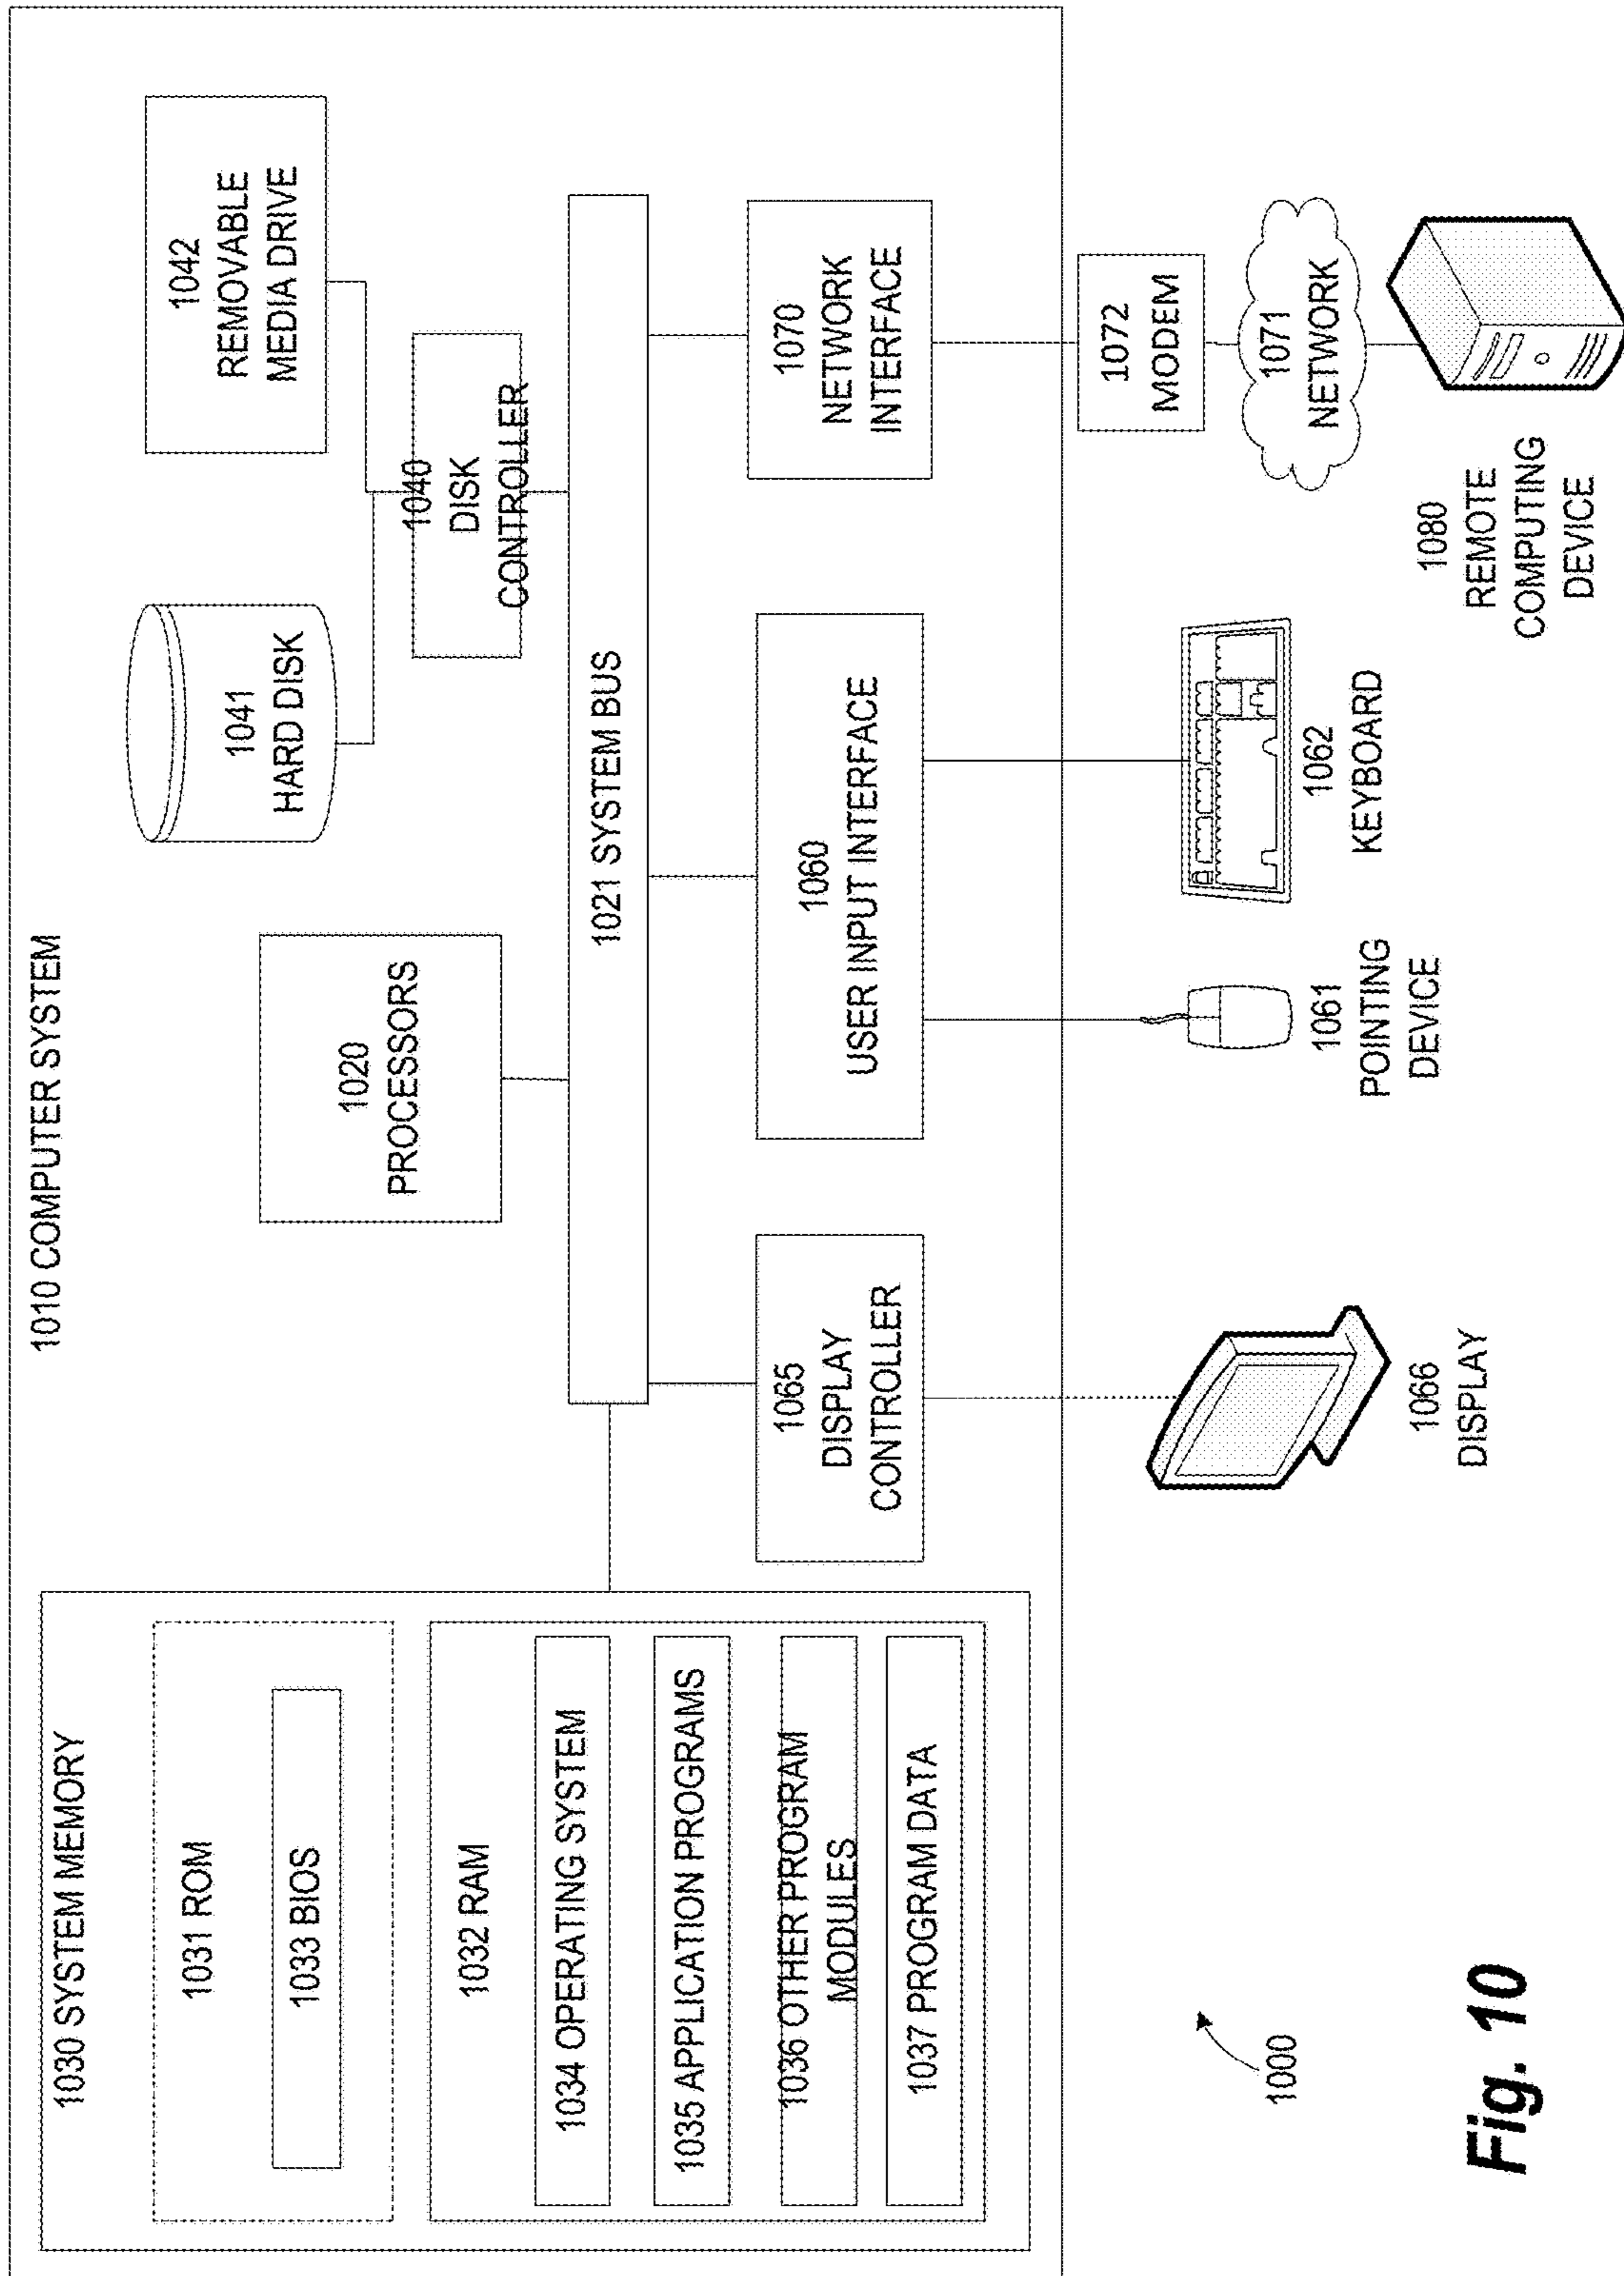 1010 COMPUTER SYSTEM
1030 SYSTEM MEMORY
1031 ROM
1033 BIOS
1032 RAM
1034 OPERATING SYSTEM
1035 APPLICATION PROGRAMS
1036 OTHER PROGRAM
MODULES
1037 PROGRAM DATA
1020
PROCESSORS
1041
HARD DISK
1042
REMOVABLE
MEDIA DRIVE
1040
DISK
CONTROLLER
1021 SYSTEM BUS
1065
DISPLAY
CONTROLLER
1060
USER INPUT INTERFACE
1070
NETWORK
INTERFACE
1072
MODEM
1071
NETWORK
1066
DISPLAY
1061
POINTING
DEVICE
1062
KEYBOARD
1080
REMOTE
COMPUTING
DEVICE
1000
Fig. 10